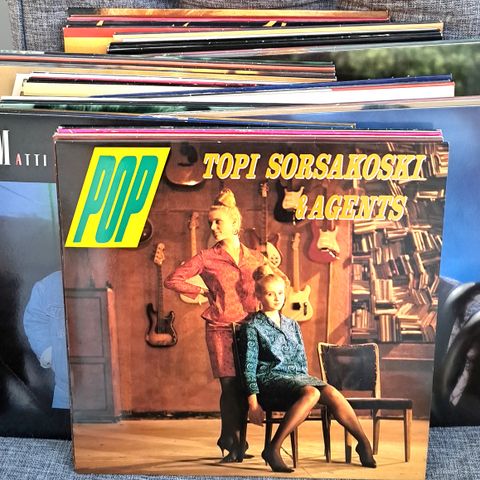 POP
TOPI SORSAKOSKI
& AGENTS
MATTI